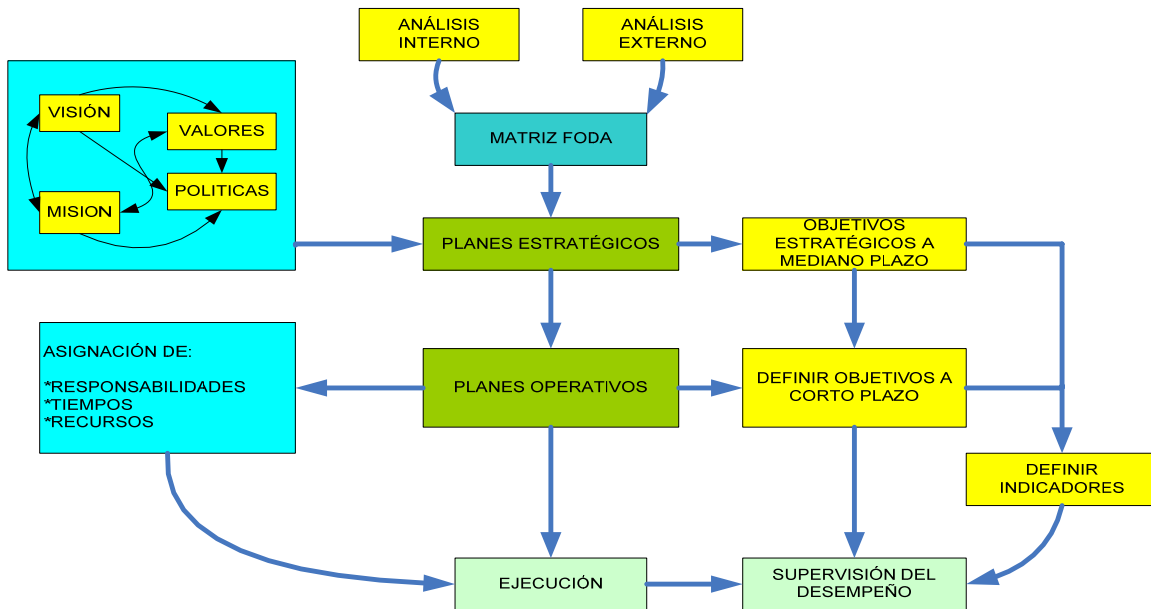 ANÁLISIS
INTERNO
ANÁLISIS
EXTERNO
VISIÓN
VALORES
MATRIZ FODA
POLITICAS
MISION
PLANES ESTRATÉGICOS
OBJETIVOS
ESTRATÉGICOS A
MEDIANO PLAZO
ASIGNACIÓN DE:
*RESPONSABILIDADES
*TIEMPOS
*RECURSOS
PLANES OPERATIVOS
DEFINIR OBJETIVOS A
CORTO PLAZO
DEFINIR
INDICADORES
EJECUCIÓN
SUPERVISIÓN DEL
DESEMPEÑO